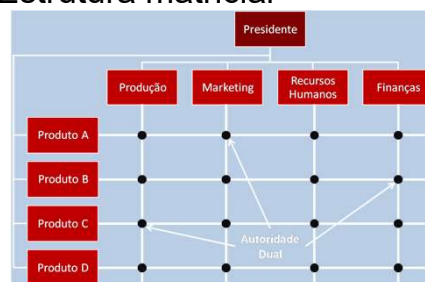 Estrutura matricial
Presidente
Produção
Marketing
Recursos
Humanos
Finanças
Produto A
Produto B
Produto C
Autoridade
Dual
Produto D